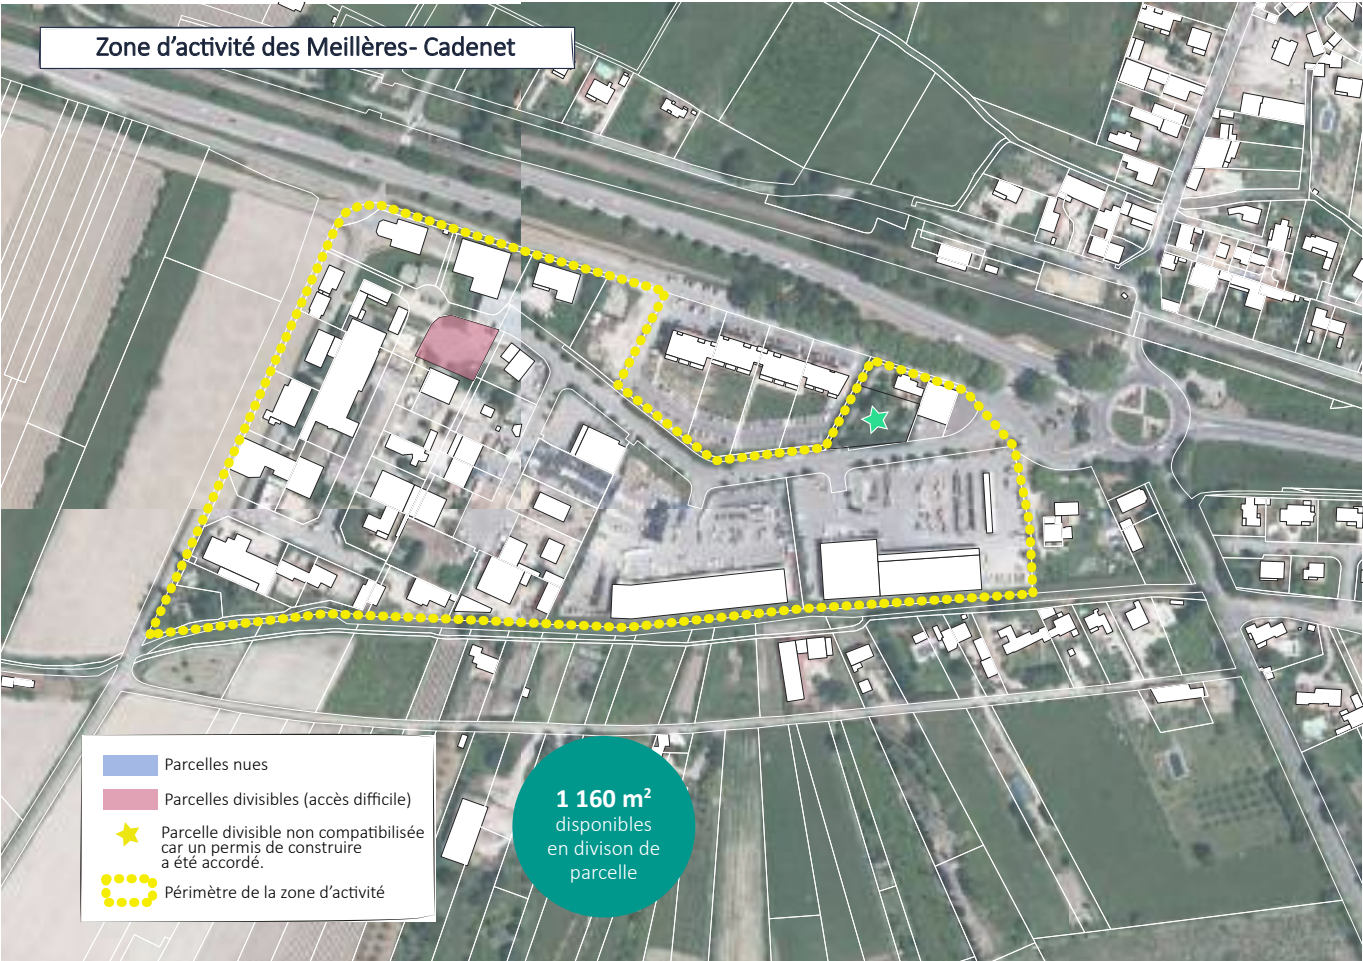 Zone d'activité des Meillères- Cadenet
Parcelles nues
Parcelles divisibles (accès difficile)
Parcelle divisible non compatibilisée
car un permis de construire
a été accordé.
Périmètre de la zone d'activité
1 160 m²
disponibles
en divison de
parcelle